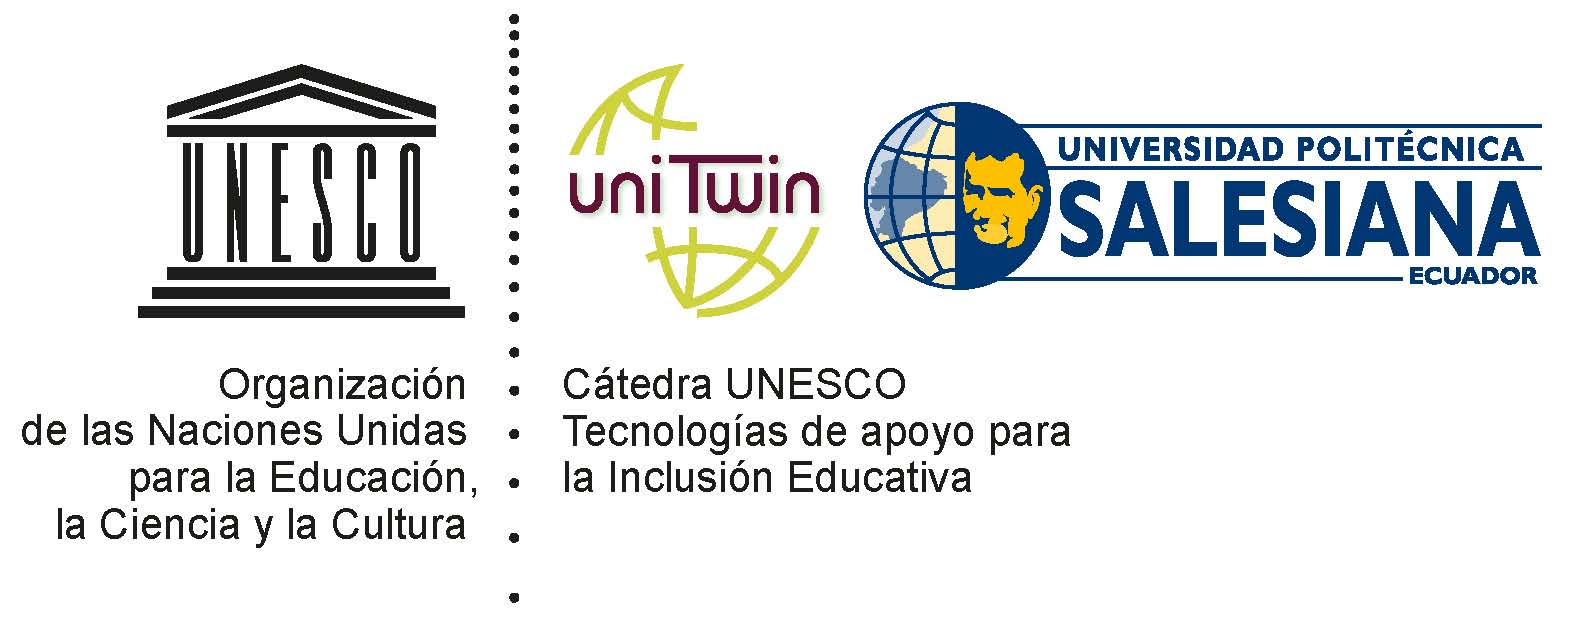 UNESCO
Organización
de las Naciones Unidas
para la Educación,
la Ciencia y la Cultura
uniTwin
UNIVERSIDAD POLITÉCNICA
SALESIANA
ECUADOR
Cátedra UNESCO
Tecnologías de apoyo para
la Inclusión Educativa